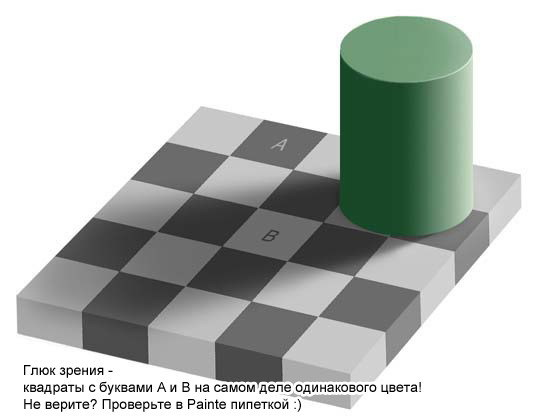 A
B
Глюк зрения -
квадраты с буквами A и B на самом деле одинакового цвета!
Не верите? Проверьте в Painte пипеткой :)